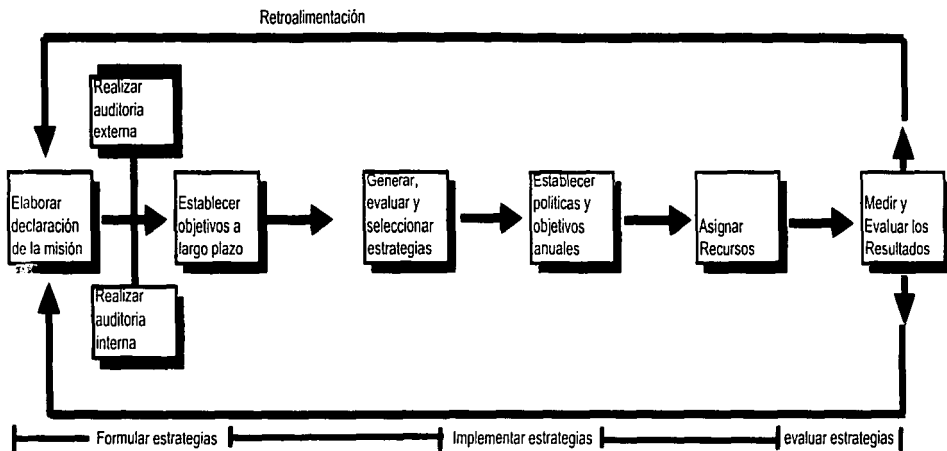 Retroalimentación
Realizar
auditoria
externa
Elaborar
declaración
de la misión
Realizar
auditoria
interna
Establecer
objetivos a
largo plazo
Generar,
evaluar y
seleccionar
estrategias
Establecer
politicas y
objetivos
anuales
Asignar
Recursos
Medir y
Evaluar los
Resultados
Formular estrategias
Implementar estrategias
evaluar estrategias